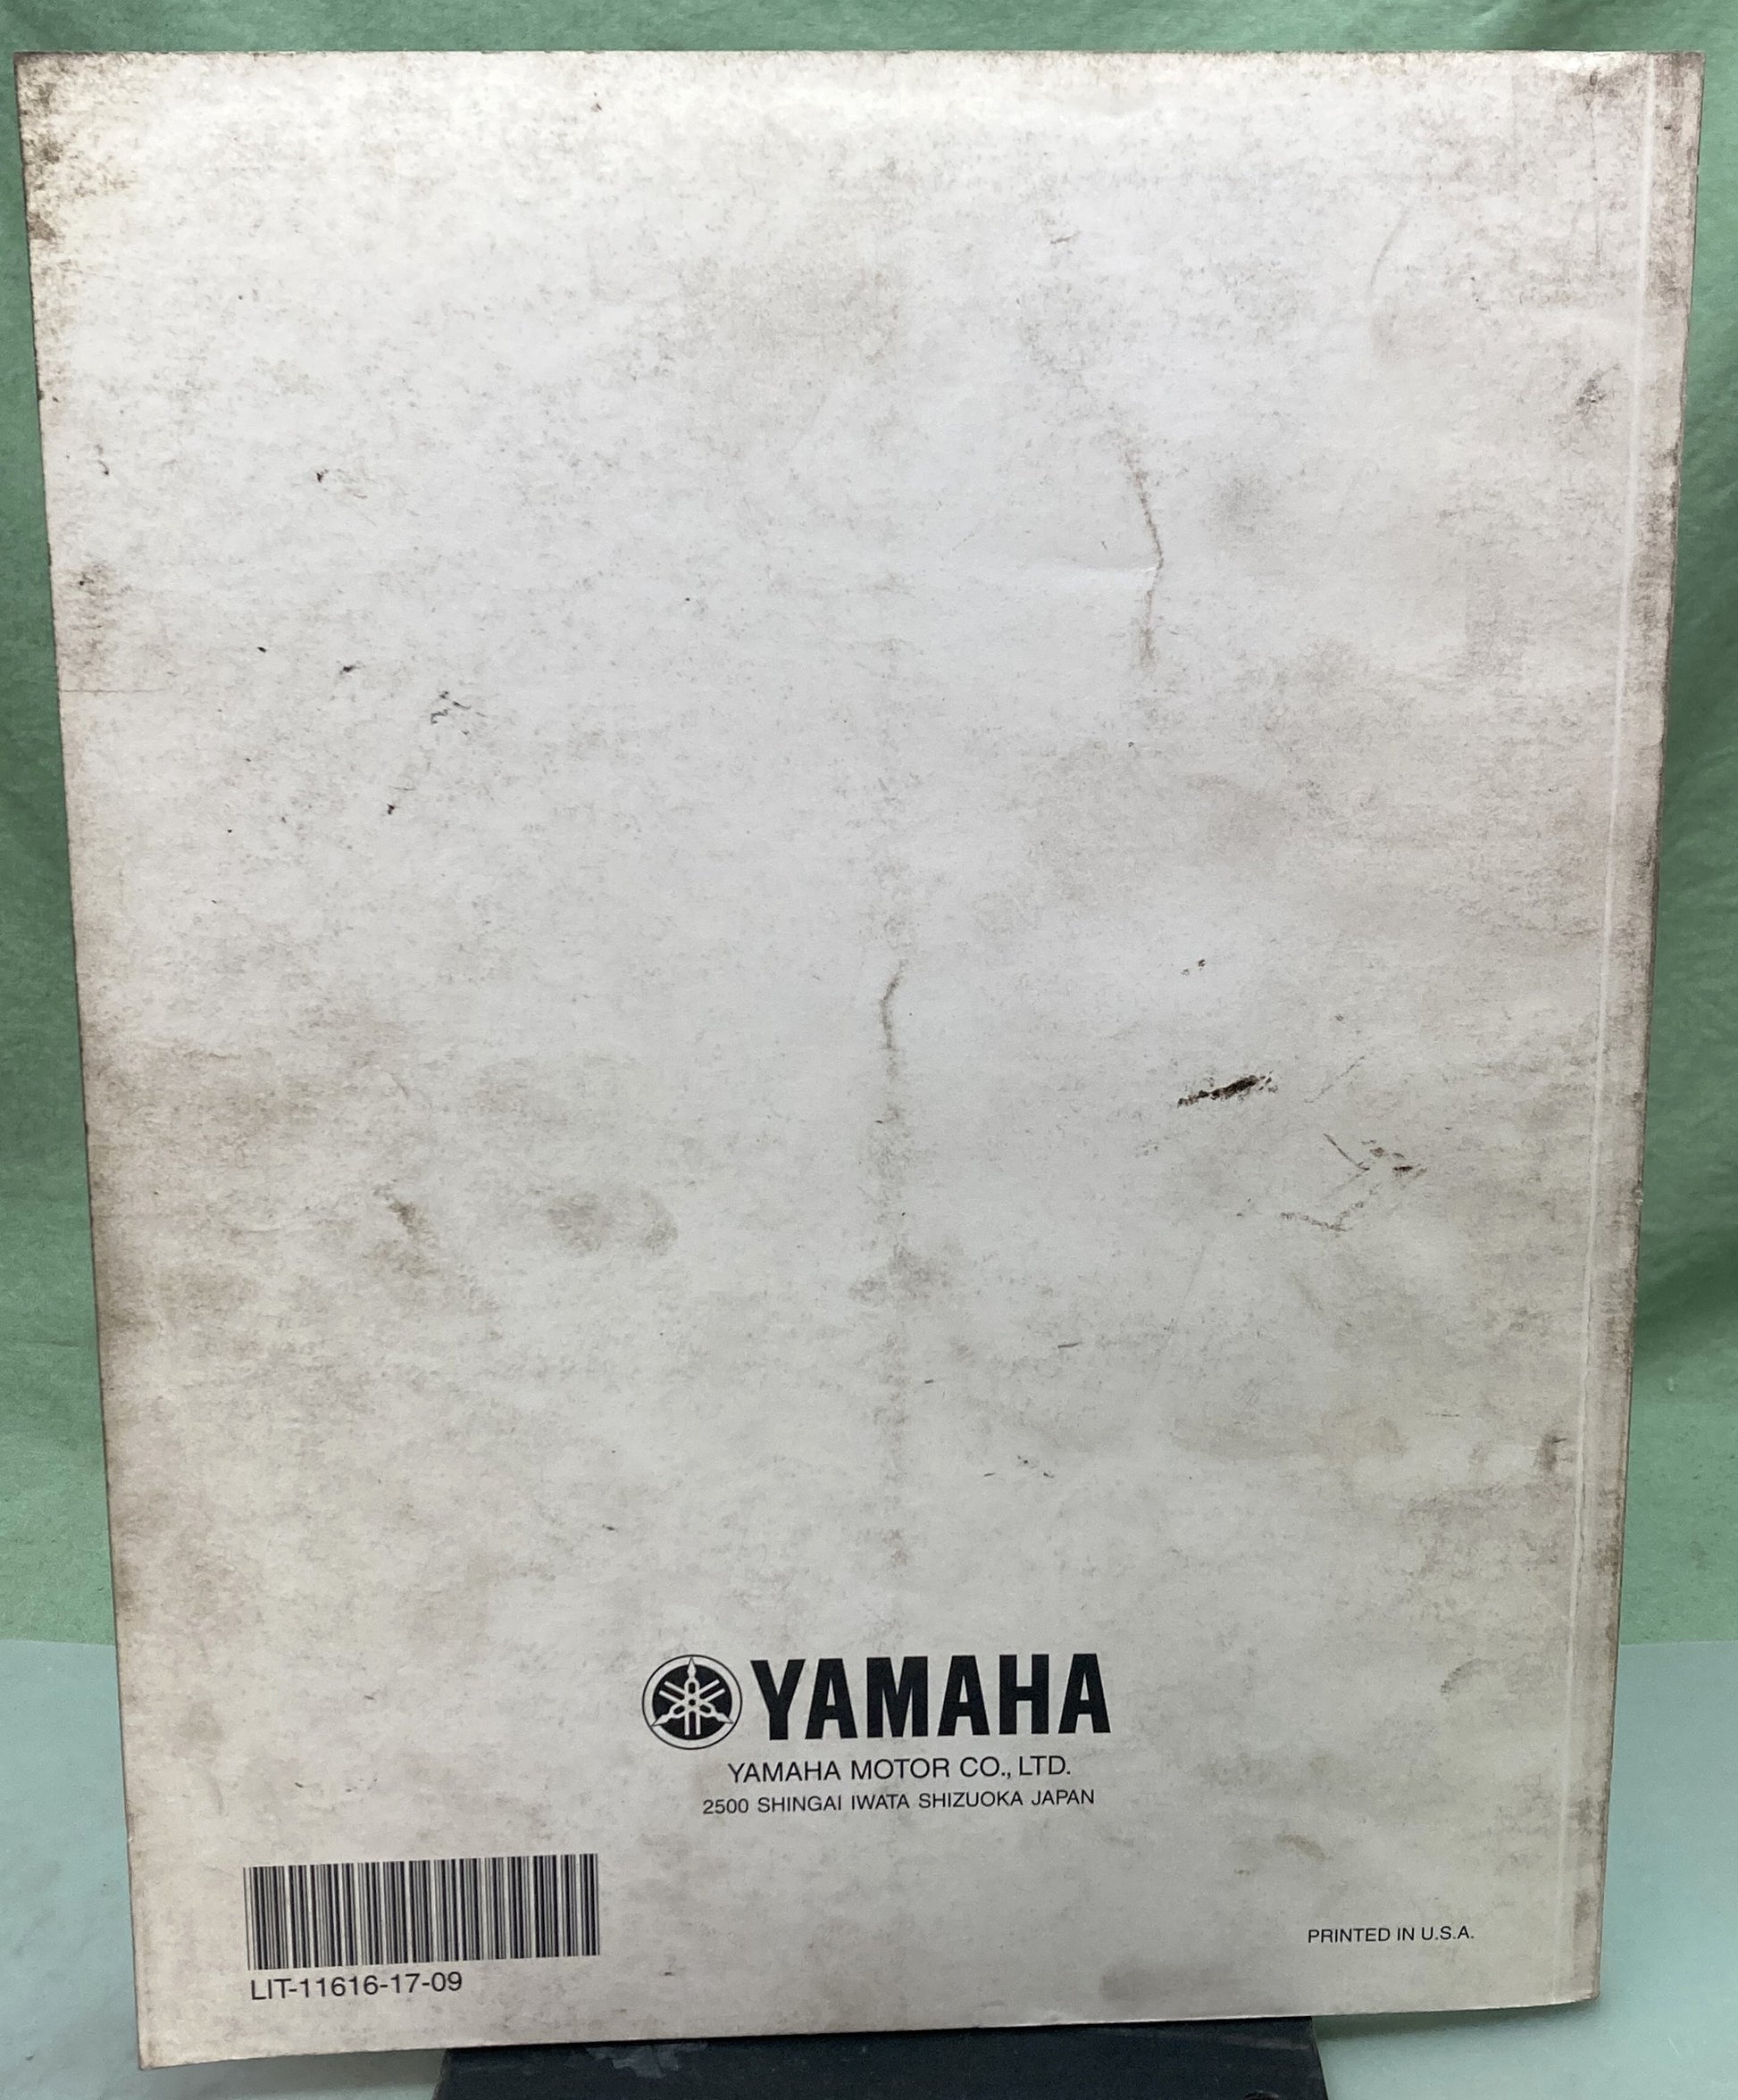 YAMAHA
YAMAHA MOTOR CO., LTD.
2500 SHINGAI IWATA SHIZUOKA JAPAN
LIT-11616-17-09
PRINTED IN U.S.A.